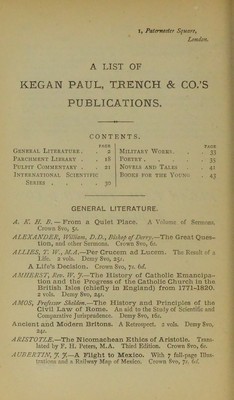 1, Paternoster Square,
London.
A LIST OF
KEGAN PAUL, TRENCH & CO.'S
PUBLICATIONS.
CONTENTS.
PAGE
General Literature . . 2
Parchment Library . . 18
Pulpit Commentary . . 21
International Scientific
Series . . . 30
PAGE
Military Works . . 33
Poetry . . . 35
Novels and Tales . . 41
Books for the Young . 43
GENERAL LITERATURE.
A. K. H. B.—From a Quiet Place. A Volume of Sermons.
Crown 8vo, 5s.
ALEXANDER, William, D.D., Bishop of Derry.—The Great Question,
tion, and other Sermons. Crown 8vo, 6s.
ALLIES, T. W., M.A.—Per Crucem ad Lucem. The Result of a
Life. 2 vols. Demy 8vo, 25s.
A Life's Decision. Crown 8vo, 7s. 6d.
AMHERST, Rev. W. J.—The History of Catholic Emancipa-
tion and the Progress of the Catholic Church in the
British Isles (chiefly in England) from 1771-1820.
2 vols. Demy 8vo, 24s.
AMOS, Professor Sheldon.—The History and Principles of the
Civil Law of Rome. An aid to the Study of Scientific and
Comparative Jurisprudence. Demy 8vo, 16s.
Ancient and Modern Britons. A Retrospect. 2 vols. Demy 8vo,
24s.
ARISTOTLE.—The Nicomachean Ethics of Aristotle. Trans-
lated by F. H. Peters, M.A. Third Edition. Crown 8vo, 6s.
AUBERTIN, J. J.—A Flight to Mexico. With 7 full-page Illus-
trations and a Railway Map of Mexico. Crown 8vo, 7s. 6d.